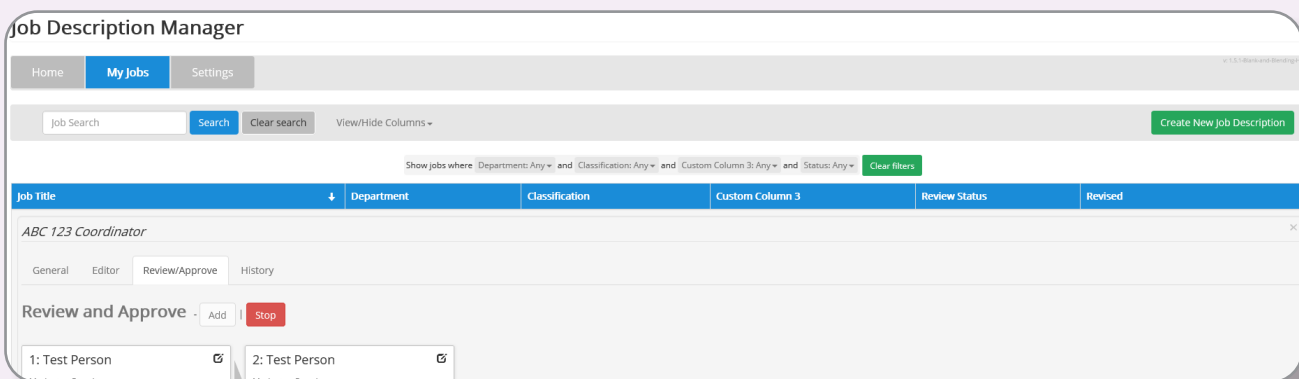 Job Description Manager
Home My Jobs Settings
Job Search Search Clear search View/Hide Columns Create New Job Description
Show jobs where Department: Any and Classification: Any and Custom Column 3: Any and Status: Any Clear filters
Job Title Department Classification Custom Column 3 Review Status Revised
ABC 123 Coordinator
General Editor Review/Approve History
Review and Approve - Add | Stop
1: Test Person 2: Test Person